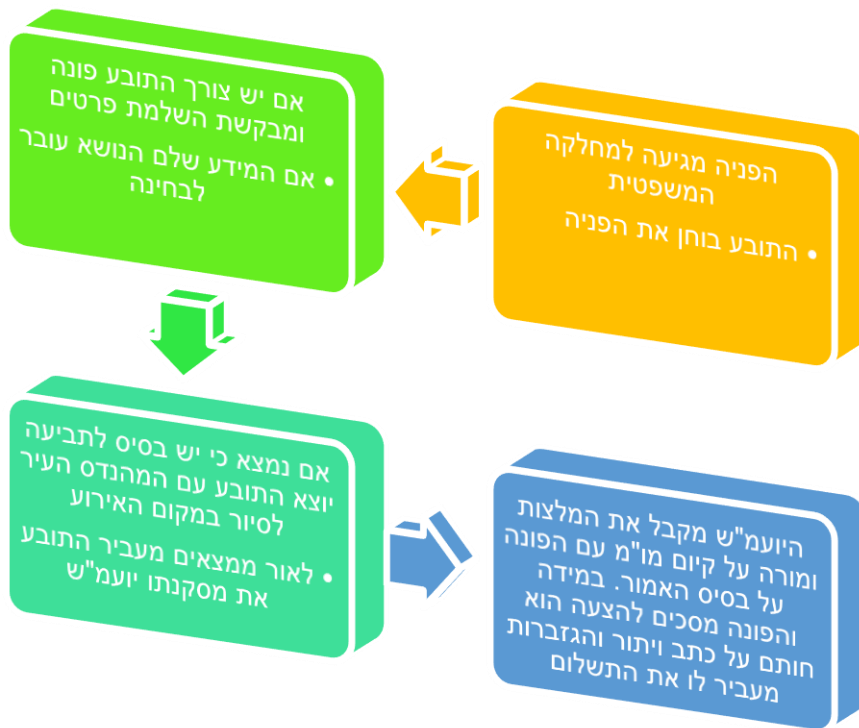 הפניה מגיעה למחלקה
המשפטית
• התובע בוחן את הפניה
אם יש צורך התובע פונה
ומבקשת השלמת פרטים
• אם המידע שלם הנושא עובר
לבחינה
אם נמצא כי יש בסיס לתביעה
יוצא התובע עם המהנדס העיר
לסיור במקום האירוע
• לאור ממצאים מעביר התובע
את מסקנתו יועמ"ש
היועמ"ש מקבל את המלצות
ומורה על קיום מו"מ עם הפונה
על בסיס האמור. במידה
והפונה מסכים להצעה הוא
חותם על כתב ויתור והגזברות
מעביר לו את התשלום